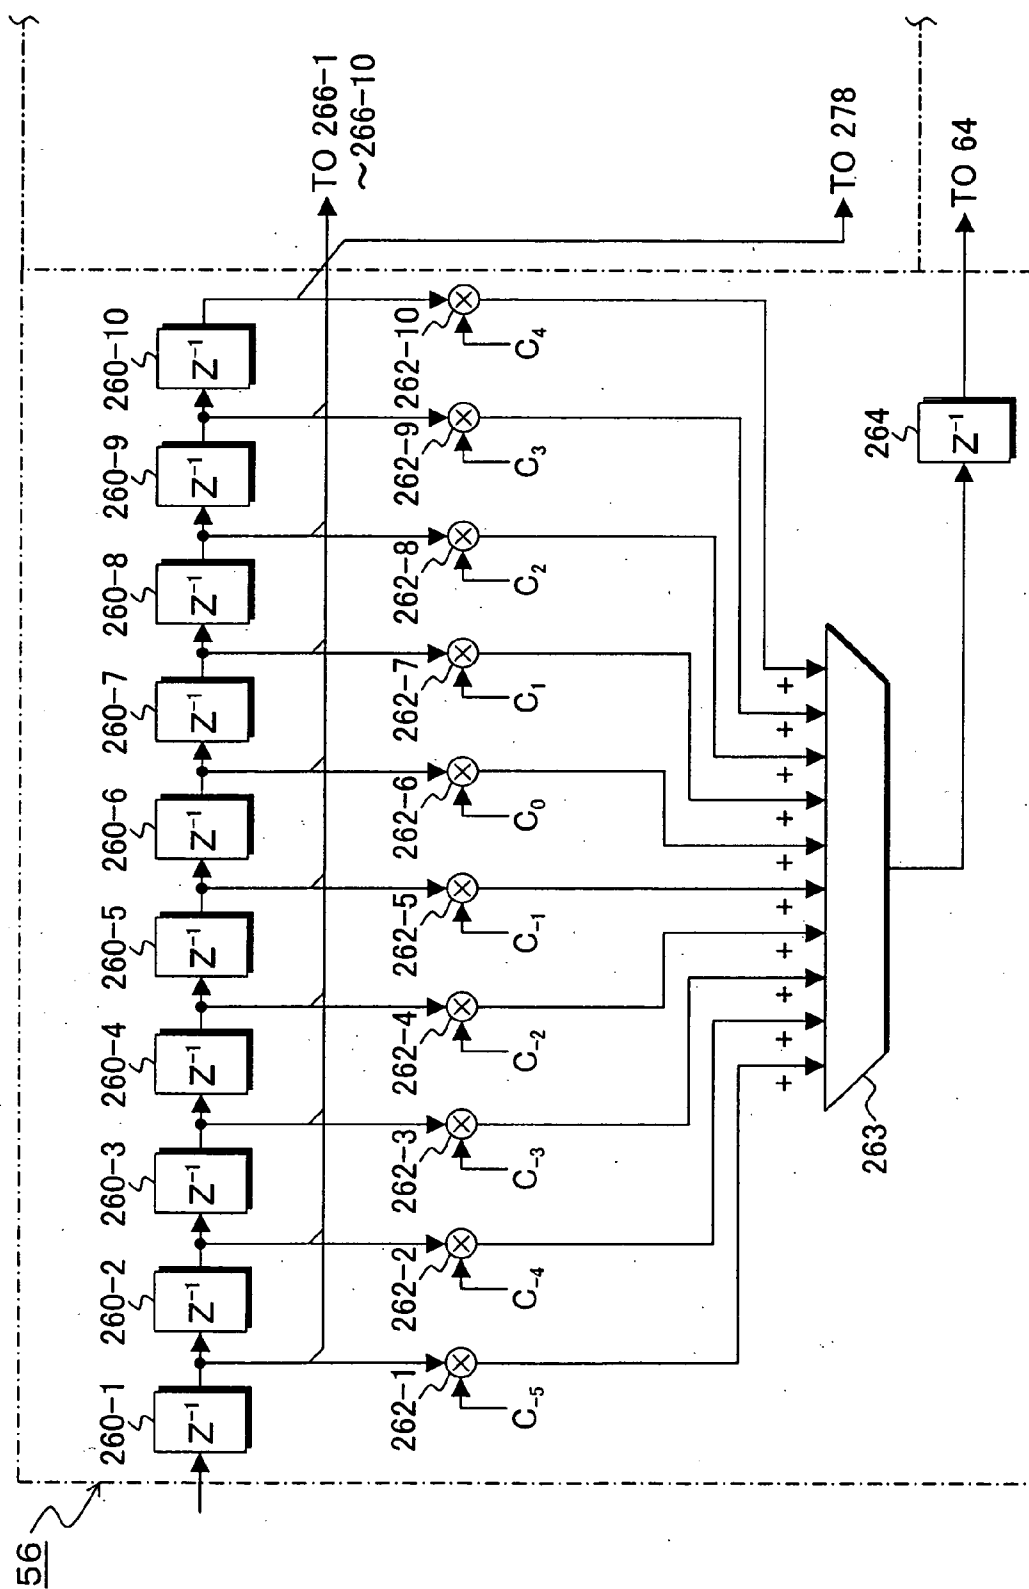 56
260-1 260-2 260-3 260-4 260-5 260-6 260-7 260-8 260-9 260-10
Z⁻¹ Z⁻¹ Z⁻¹ Z⁻¹ Z⁻¹ Z⁻¹ Z⁻¹ Z⁻¹ Z⁻¹ Z⁻¹
TO 266-1
~266-10
262-1 262-2 262-3 262-4 262-5 262-6 262-7 262-8 262-9 262-10
C₋₅ C₋₄ C₋₃ C₋₂ C₋₁ C₀ C₁ C₂ C₃ C₄
+ + + + + + + + + +
TO 278
263
264
Z⁻¹
TO 64